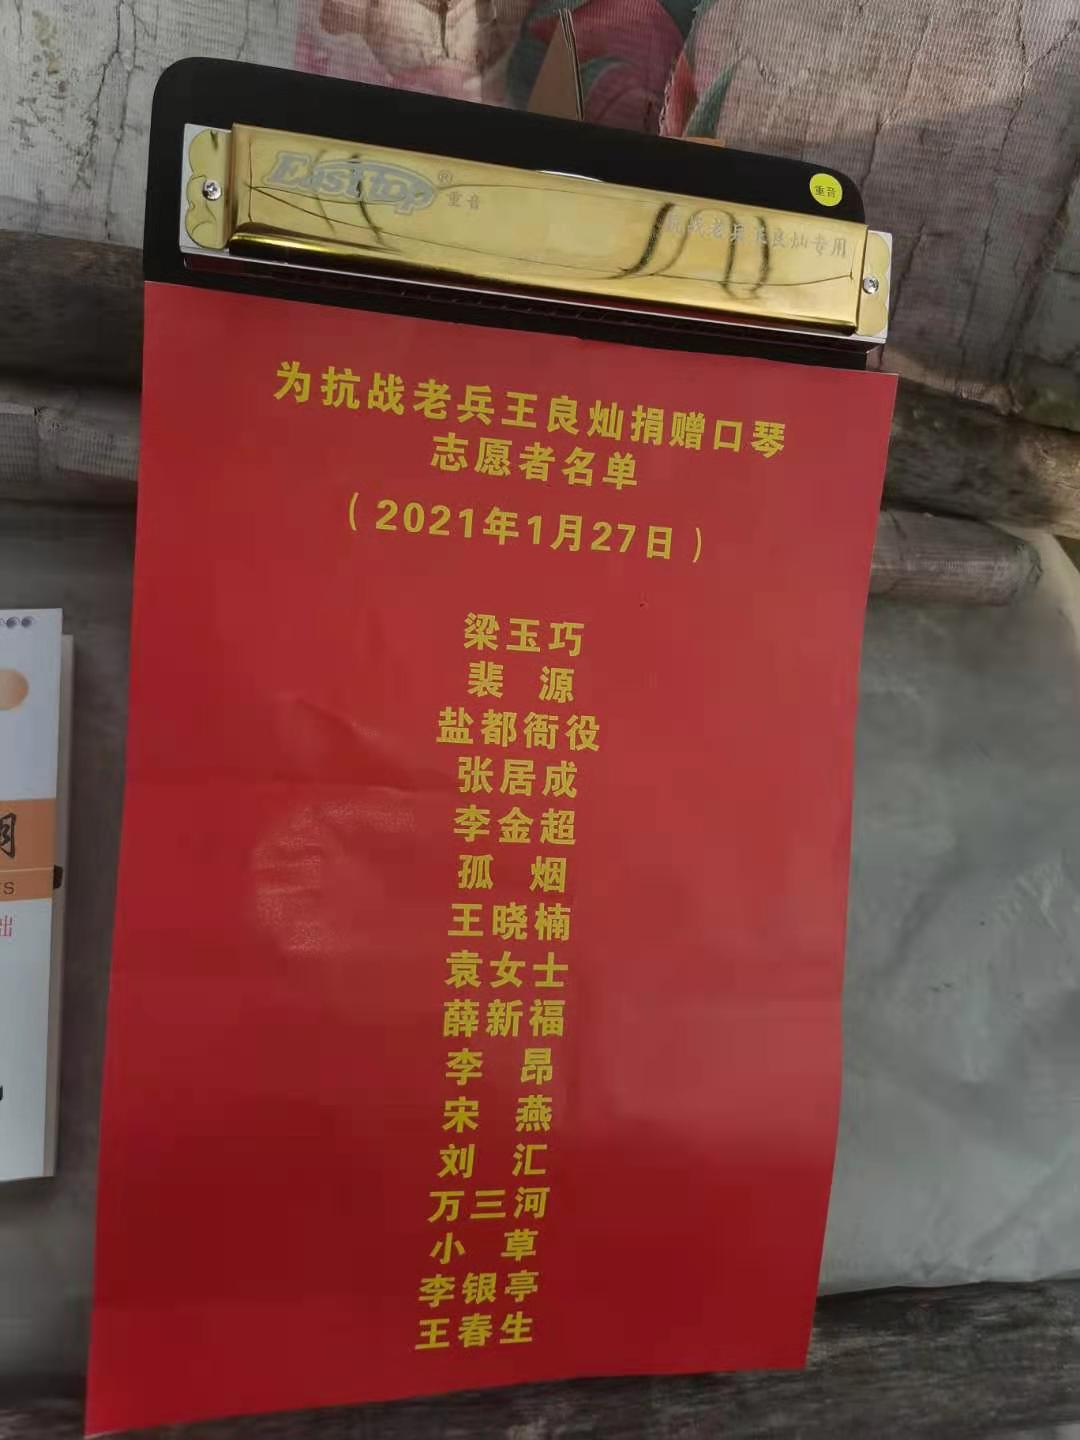 EastTop® 重音
抗战老兵王良灿专用
重音
为抗战老兵王良灿捐赠口琴
志愿者名单
（2021年1月27日）
梁玉巧
裴 源
盐都衙役
张居成
李金超
孤 烟
王晓楠
袁女士
薛新福
李 昂
宋 燕
刘 汇
万三河
小 草
李银亭
王春生